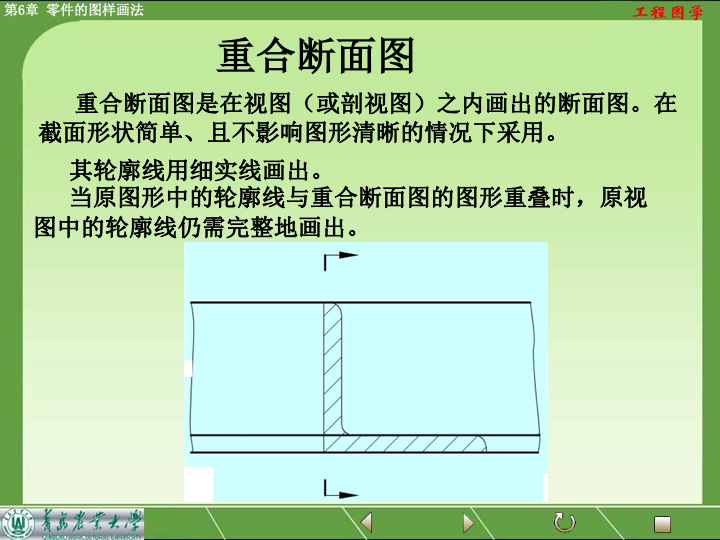 第6章 零件的图样画法
工程图学
重合断面图
重合断面图是在视图（或剖视图）之内画出的断面图。在
截面形状简单、且不影响图形清晰的情况下采用。
其轮廓线用细实线画出。
当原图形中的轮廓线与重合断面图的图形重叠时，原视
图中的轮廓线仍需完整地画出。
青岛农业大学